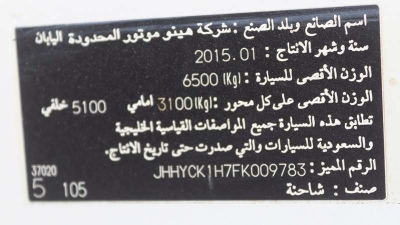 اسم الصانع وبلد الصنع : شركة هينو موتور المحدودة اليابان
سنة وشهر الانتاج : 2015.01
الوزن الأقصى للسيارة : 6500 (Kg)
الوزن الأقصى على كل محور : (Kg)3100 امامي 5100 خلفي
تطابق هذه السيارة جميع المواصفات القياسية الخليجية
والسعودية للسيارات والتي صدرت حتى تاريخ الانتاج.
الرقم المميز : JHHYCK1H7FK009783 37020
صنف : شاحنة 105 5